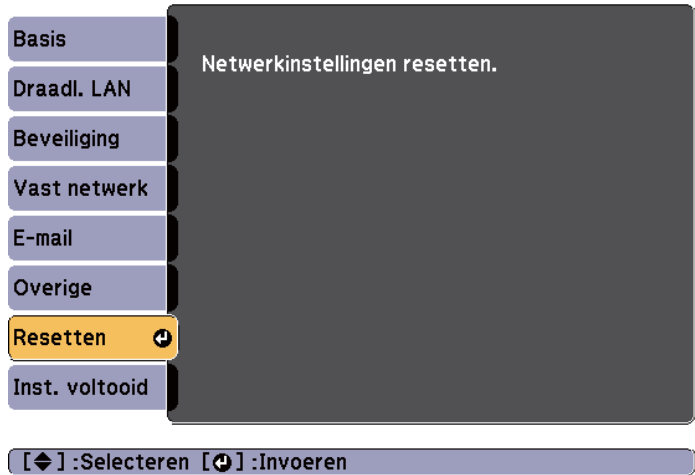 Basis
Draadl. LAN
Beveiliging
Vast netwerk
E-mail
Overige
Resetten
Inst. voltooid
Netwerkinstellingen resetten.
[◆] :Selecteren [⏎] :Invoeren